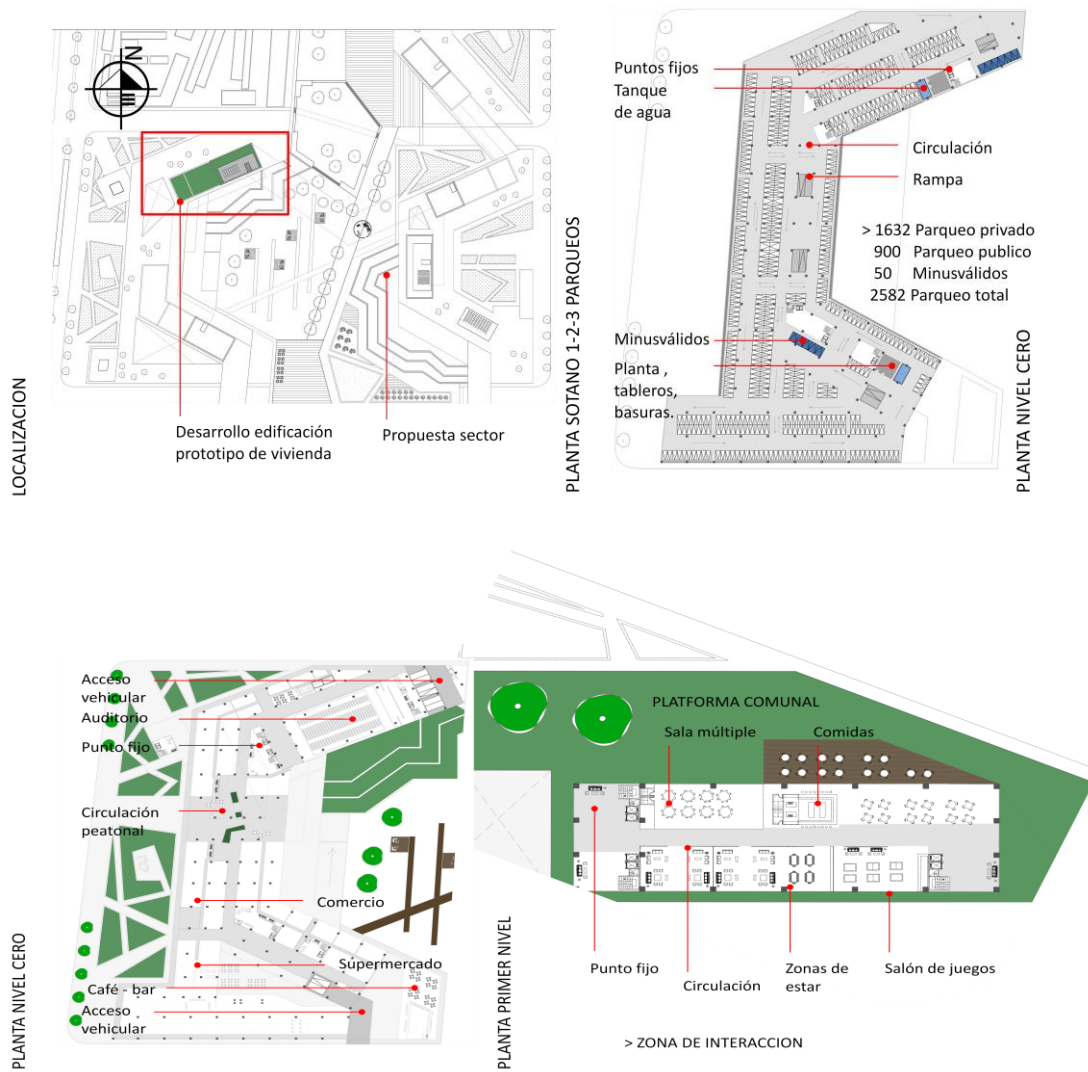 N
LOCALIZACION
Desarrollo edificación
prototipo de vivienda
Propuesta sector
PLANTA SOTANO 1-2-3 PARQUEOS
Puntos fijos
Tanque
de agua
Circulación
Rampa
> 1632 Parqueo privado
900 Parqueo publico
50 Minusválidos
2582 Parqueo total
Minusválidos
Planta ,
tableros,
basuras.
PLANTA NIVEL CERO
PLANTA NIVEL CERO
Acceso
vehicular
Auditorio
Punto fijo
Circulación
peatonal
Comercio
Súpermercado
Café - bar
Acceso
vehicular
PLANTA PRIMER NIVEL
PLATFORMA COMUNAL
Sala múltiple
Comidas
Punto fijo
Circulación
Zonas de
estar
Salón de juegos
> ZONA DE INTERACCION